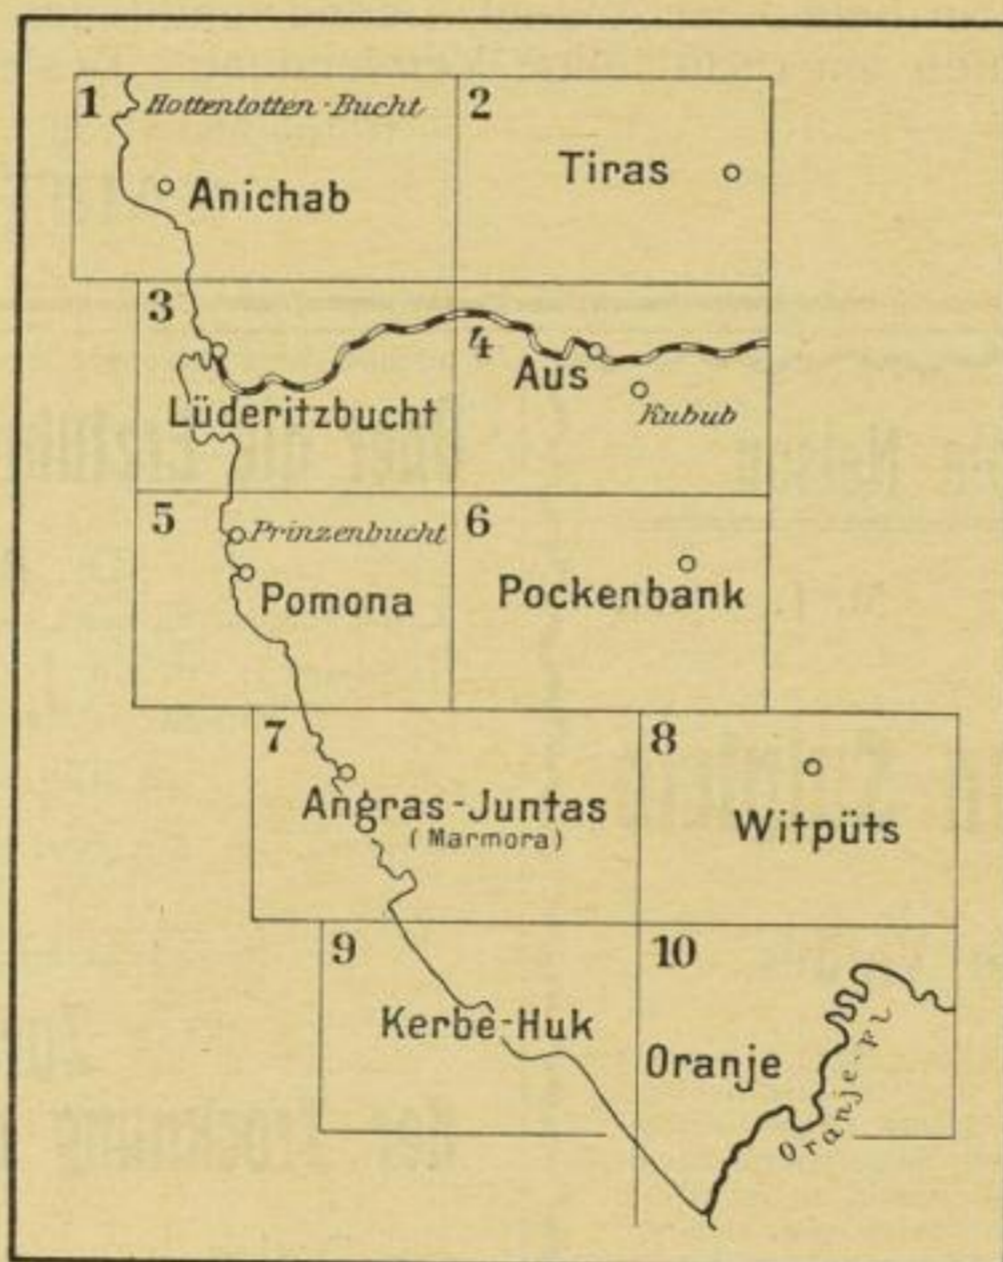 1
Hottentotten-Bucht
Anichab
2
Tiras
3
Lüderitzbucht
4
Aus
Kubub
5
Prinzenbucht
Pomona
6
Pockenbank
7
Angras-Juntas
(Marmora)
8
Witpüts
9
Kerbe-Huk
10
Oranje
Oranje-Fl